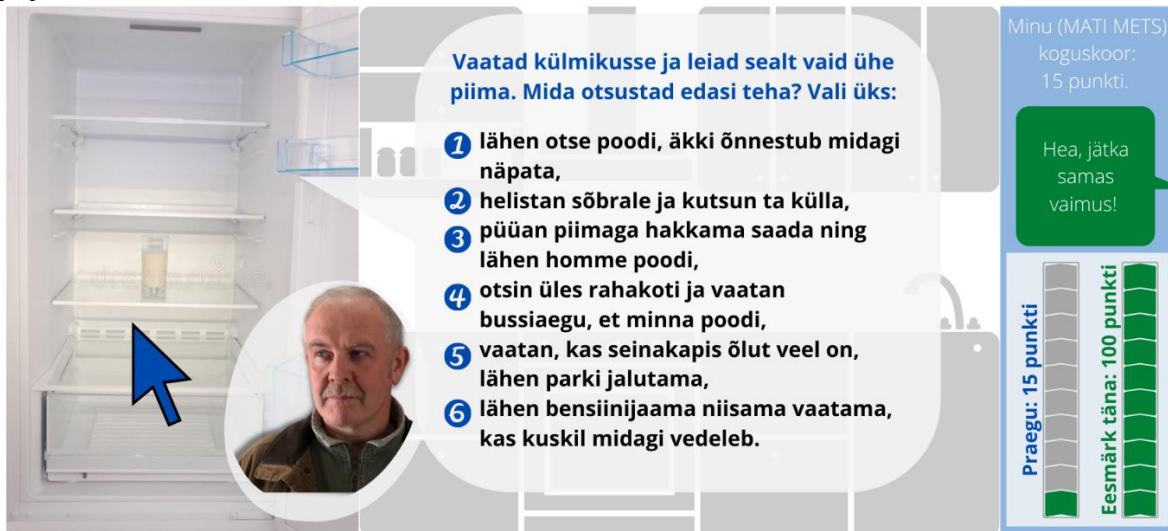 Vaatad külmikusse ja leiad sealt vaid ühe
piima. Mida otsustad edasi teha? Vali üks:
1 lähen otse poodi, äkki õnnestub midagi
näpata,
2 helistan sõbrale ja kutsun ta külla,
3 püüan piimaga hakkama saada ning
lähen homme poodi,
4 otsin üles rahakoti ja vaatan
bussiaegu, et minna poodi,
5 vaatan, kas seinakapis õlut veel on,
lähen parki jalutama,
6 lähen bensiinijaama niisama vaatama,
kas kuskil midagi vedeleb.
Minu (MATI METS)
koguskoor:
15 punkti.
Hea, jätka
samas
vaimus!
Praegu: 15 punkti
Eesmärk täna: 100 punkti